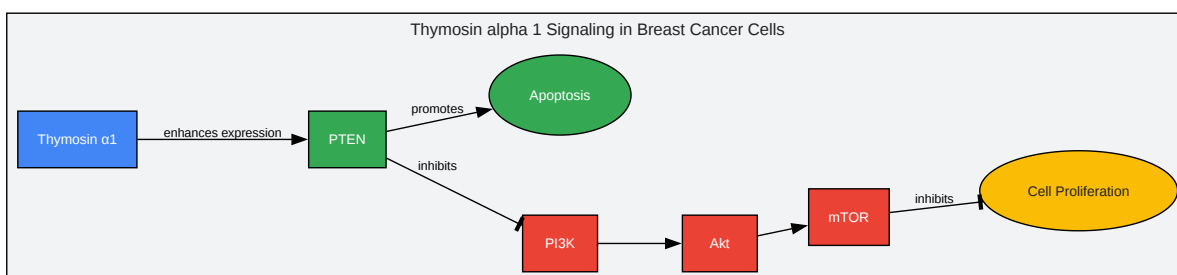 Thymosin alpha 1 Signaling in Breast Cancer Cells
Thymosin α1
enhances expression
PTEN
promotes
Apoptosis
inhibits
PI3K
Akt
mTOR
inhibits
Cell Proliferation